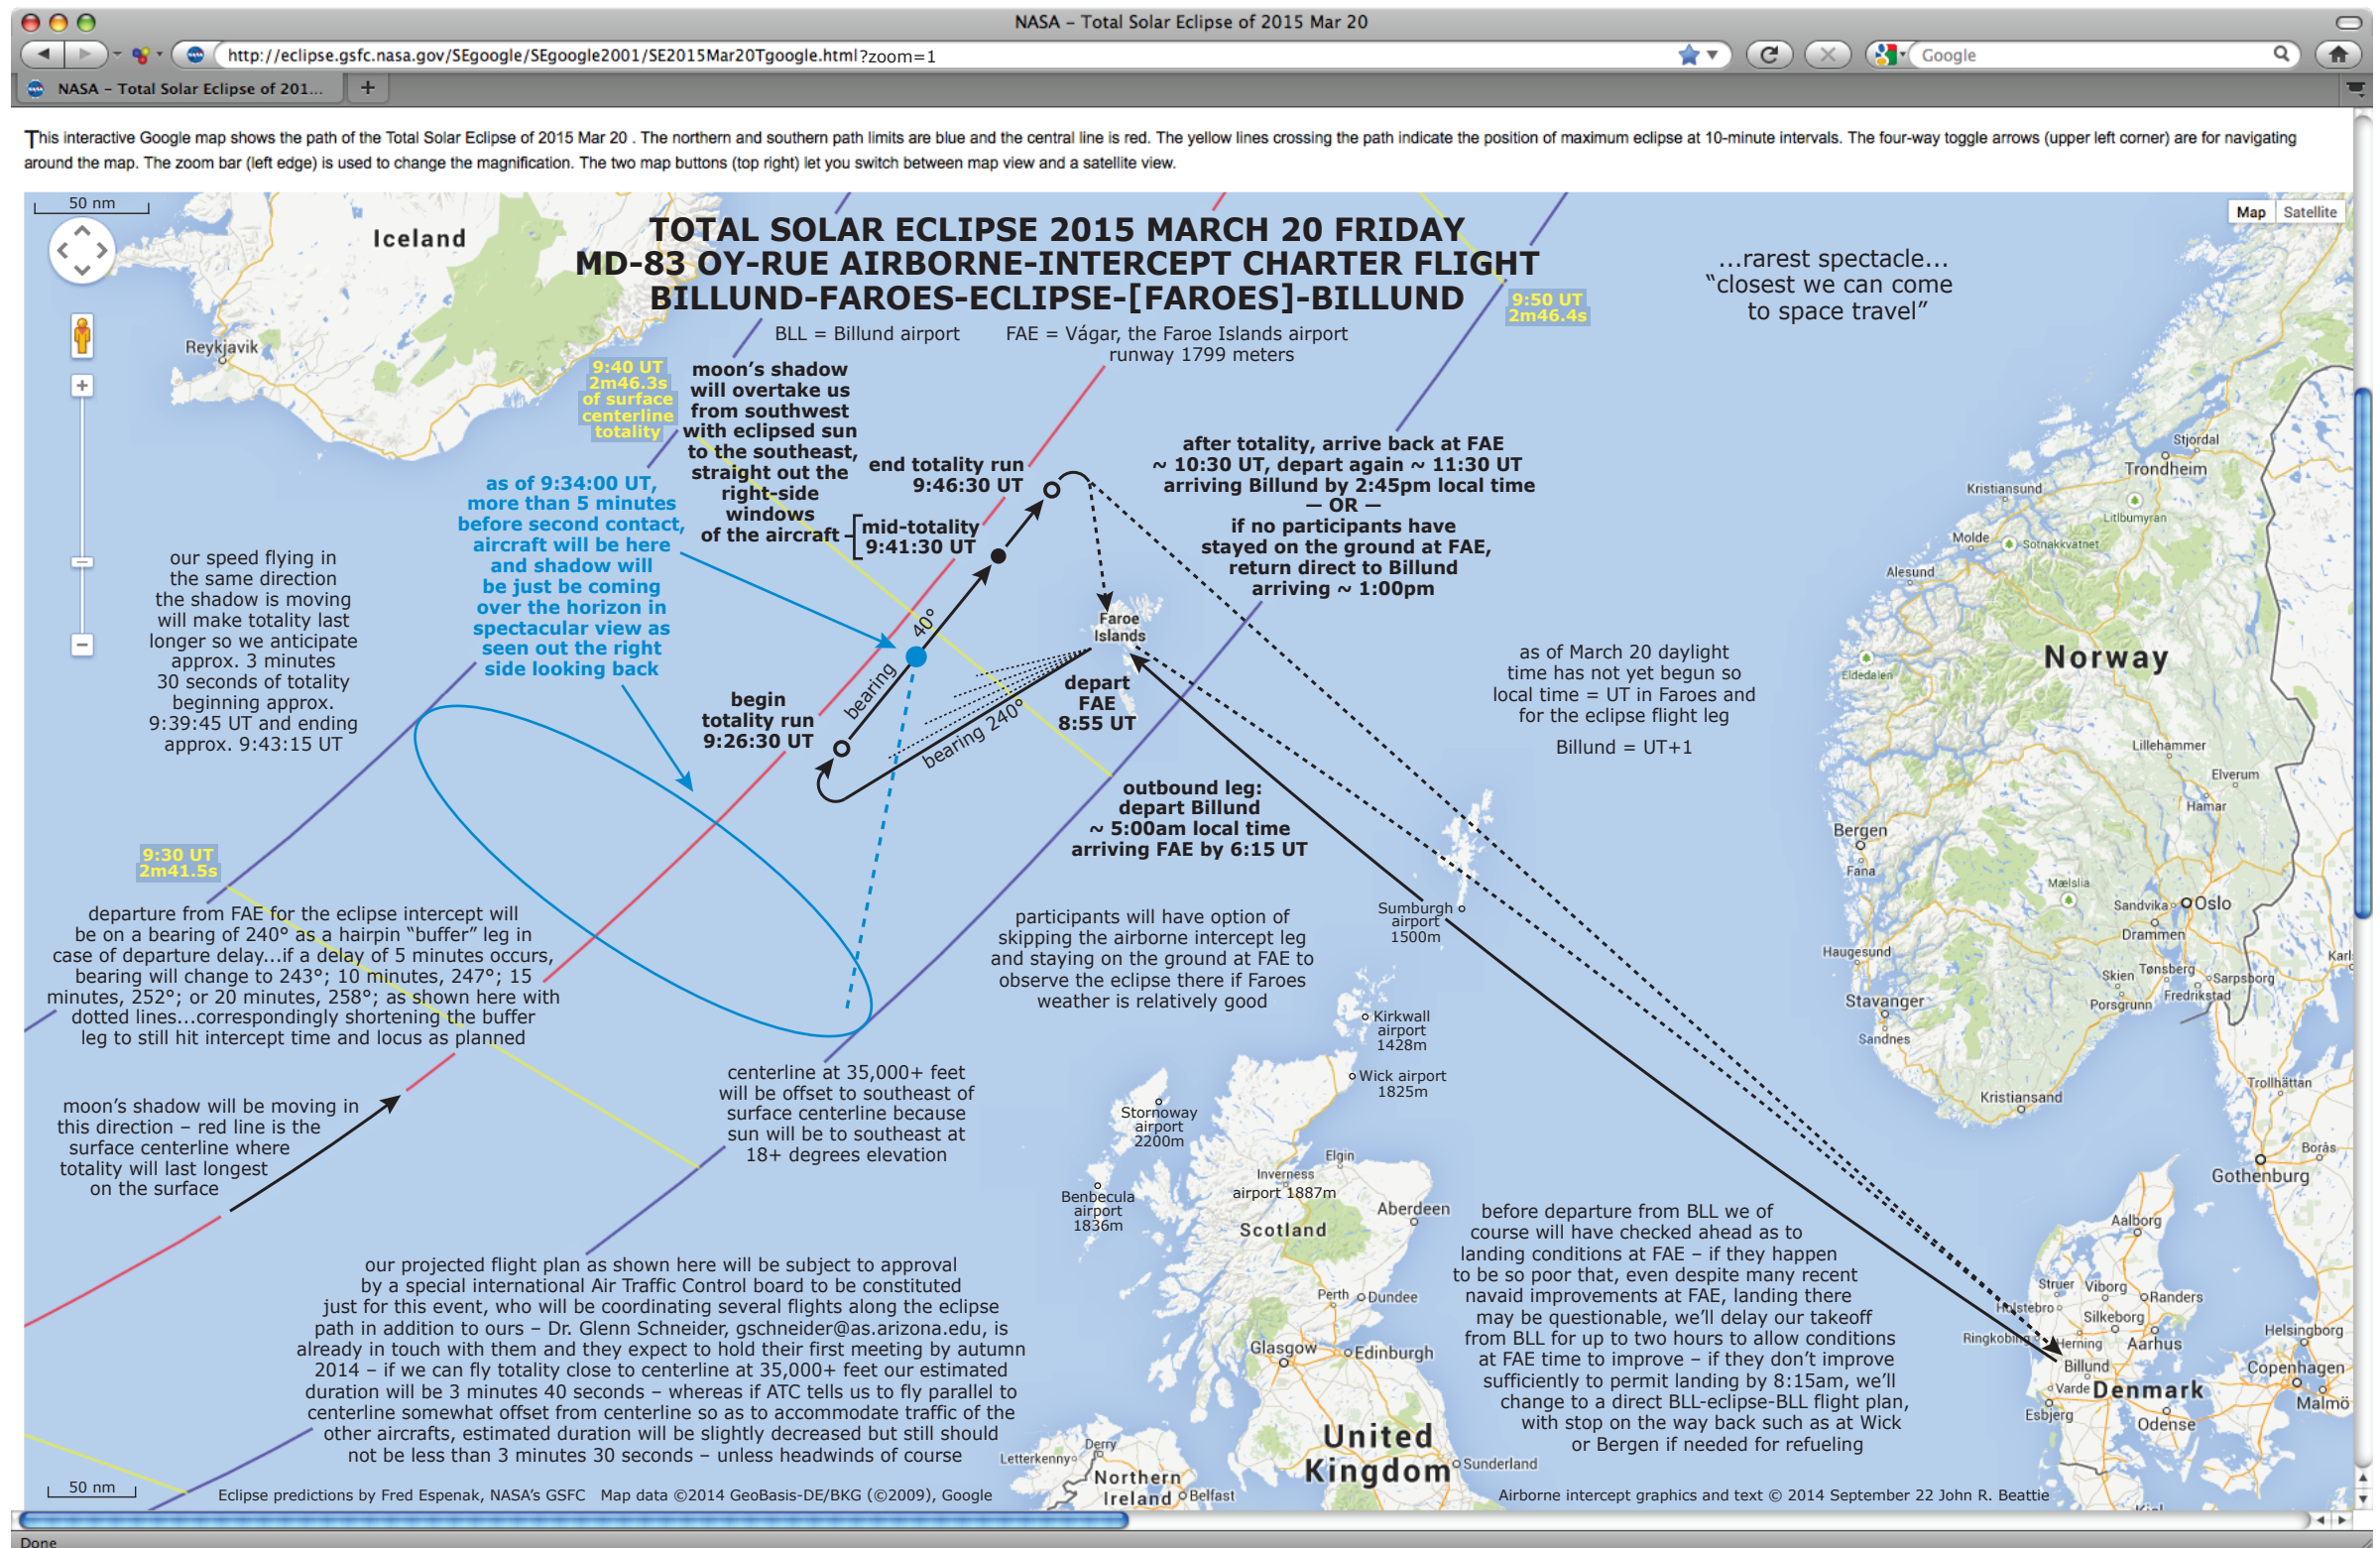 NASA – Total Solar Eclipse of 2015 Mar 20
http://eclipse.gsfc.nasa.gov/SEgoogle/SEgoogle2001/SE2015Mar20Tgoogle.html?zoom=1
Google
NASA – Total Solar Eclipse of 201...
This interactive Google map shows the path of the Total Solar Eclipse of 2015 Mar 20 . The northern and southern path limits are blue and the central line is red. The yellow lines crossing the path indicate the position of maximum eclipse at 10-minute intervals. The four-way toggle arrows (upper left corner) are for navigating
around the map. The zoom bar (left edge) is used to change the magnification. The two map buttons (top right) let you switch between map view and a satellite view.
50 nm
Map
Satellite
Iceland
Reykjavik
TOTAL SOLAR ECLIPSE 2015 MARCH 20 FRIDAY
MD-83 OY-RUE AIRBORNE-INTERCEPT CHARTER FLIGHT
BILLUND-FAROES-ECLIPSE-[FAROES]-BILLUND
BLL = Billund airport
FAE = Vágar, the Faroe Islands airport
runway 1799 meters
...rarest spectacle...
“closest we can come
to space travel”
9:50 UT
2m46.4s
9:40 UT
2m46.3s
of surface
centerline
totality
moon’s shadow
will overtake us
from southwest
with eclipsed sun
to the southeast,
straight out the
right-side
windows
of the aircraft
end totality run
9:46:30 UT
mid-totality
9:41:30 UT
after totality, arrive back at FAE
~ 10:30 UT, depart again ~ 11:30 UT
arriving Billund by 2:45pm local time
— OR —
if no participants have
stayed on the ground at FAE,
return direct to Billund
arriving ~ 1:00pm
as of 9:34:00 UT,
more than 5 minutes
before second contact,
aircraft will be here
and shadow will
be just be coming
over the horizon in
spectacular view as
seen out the right
side looking back
our speed flying in
the same direction
the shadow is moving
will make totality last
longer so we anticipate
approx. 3 minutes
30 seconds of totality
beginning approx.
9:39:45 UT and ending
approx. 9:43:15 UT
begin
totality run
9:26:30 UT
bearing 40°
bearing 240°
Faroe
Islands
depart
FAE
8:55 UT
as of March 20 daylight
time has not yet begun so
local time = UT in Faroes and
for the eclipse flight leg
Billund = UT+1
outbound leg:
depart Billund
~ 5:00am local time
arriving FAE by 6:15 UT
9:30 UT
2m41.5s
departure from FAE for the eclipse intercept will
be on a bearing of 240° as a hairpin “buffer” leg in
case of departure delay...if a delay of 5 minutes occurs,
bearing will change to 243°; 10 minutes, 247°; 15
minutes, 252°; or 20 minutes, 258°; as shown here with
dotted lines...correspondingly shortening the buffer
leg to still hit intercept time and locus as planned
participants will have option of
skipping the airborne intercept leg
and staying on the ground at FAE to
observe the eclipse there if Faroes
weather is relatively good
moon’s shadow will be moving in
this direction – red line is the
surface centerline where
totality will last longest
on the surface
centerline at 35,000+ feet
will be offset to southeast of
surface centerline because
sun will be to southeast at
18+ degrees elevation
our projected flight plan as shown here will be subject to approval
by a special international Air Traffic Control board to be constituted
just for this event, who will be coordinating several flights along the eclipse
path in addition to ours – Dr. Glenn Schneider, gschneider@as.arizona.edu, is
already in touch with them and they expect to hold their first meeting by autumn
2014 – if we can fly totality close to centerline at 35,000+ feet our estimated
duration will be 3 minutes 40 seconds – whereas if ATC tells us to fly parallel to
centerline somewhat offset from centerline so as to accommodate traffic of the
other aircrafts, estimated duration will be slightly decreased but still should
not be less than 3 minutes 30 seconds – unless headwinds of course
before departure from BLL we of
course will have checked ahead as to
landing conditions at FAE – if they happen
to be so poor that, even despite many recent
navaid improvements at FAE, landing there
may be questionable, we’ll delay our takeoff
from BLL for up to two hours to allow conditions
at FAE time to improve – if they don’t improve
sufficiently to permit landing by 8:15am, we’ll
change to a direct BLL-eclipse-BLL flight plan,
with stop on the way back such as at Wick
or Bergen if needed for refueling
Sumburgh
airport
1500m
Kirkwall
airport
1428m
Wick airport
1825m
Stornoway
airport
2200m
Benbecula
airport
1836m
Elgin
Inverness
airport 1887m
Aberdeen
Scotland
Perth
Dundee
Glasgow
Edinburgh
United
Kingdom
Sunderland
Derry
Letterkenny
Northern
Ireland
Belfast
Stjordal
Trondheim
Kristiansund
Litlbumyran
Molde
Sotnakkvatnet
Alesund
Eldedalen
Norway
Lillehammer
Elverum
Hamar
Bergen
Fana
Mælslia
Sandvika
Oslo
Drammen
Haugesund
Skien
Tønsberg
Sarpsborg
Porsgrunn
Fredrikstad
Karl
Stavanger
Sandnes
Kristiansand
Trollhättan
Borås
Gothenburg
Aalborg
Struer
Viborg
Randers
Holstebro
Silkeborg
Ringkobing
Herning
Aarhus
Billund
Varde
Denmark
Esbjerg
Odense
Helsingborg
Copenhagen
Malmö
Kiel
50 nm
Eclipse predictions by Fred Espenak, NASA’s GSFC
Map data ©2014 GeoBasis-DE/BKG (©2009), Google
Airborne intercept graphics and text © 2014 September 22 John R. Beattie
Done